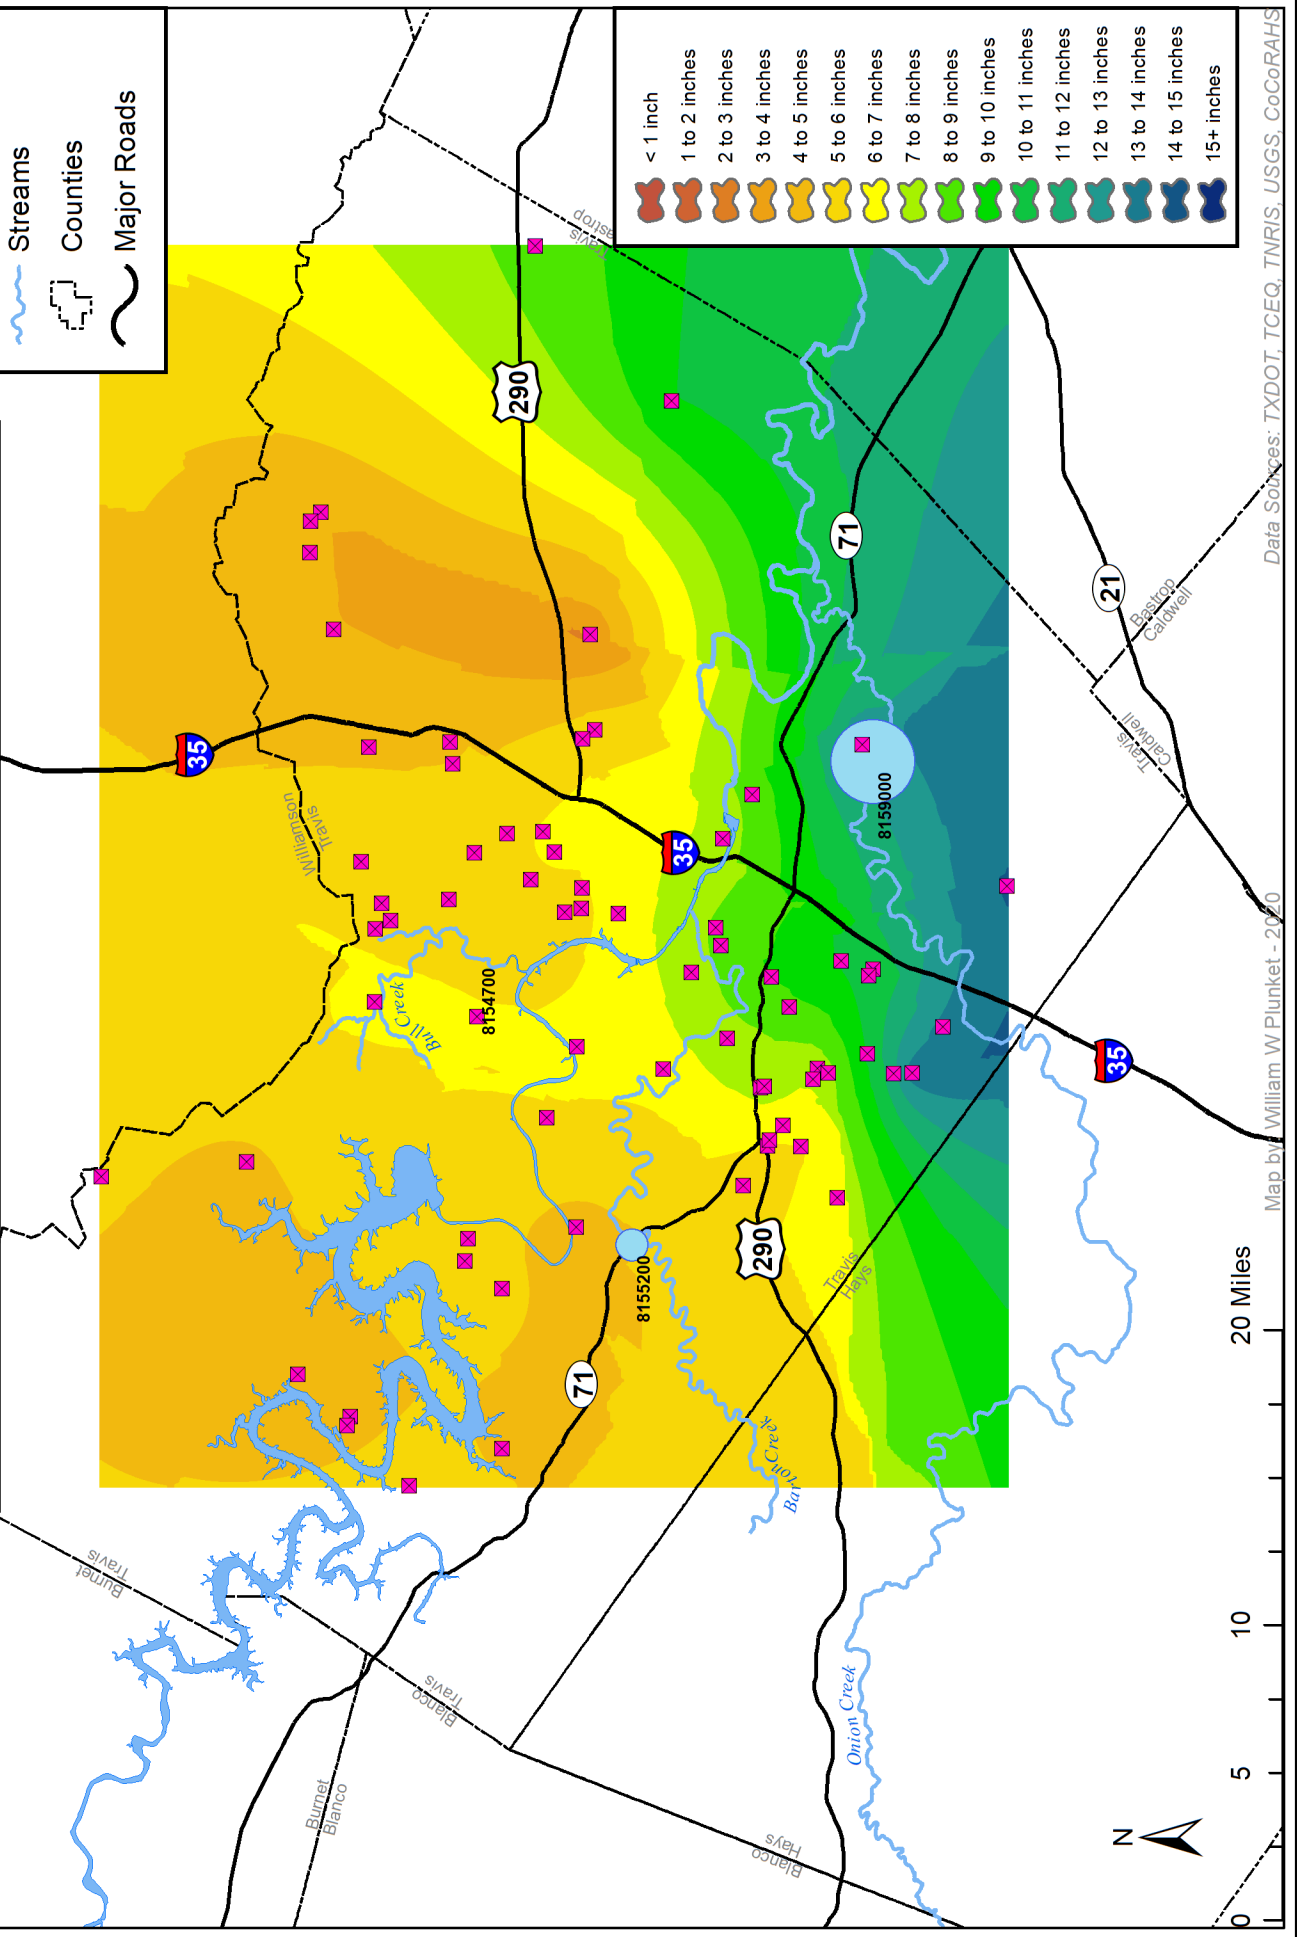 Streams
Counties
Major Roads
< 1 inch
1 to 2 inches
2 to 3 inches
3 to 4 inches
4 to 5 inches
5 to 6 inches
6 to 7 inches
7 to 8 inches
8 to 9 inches
9 to 10 inches
10 to 11 inches
11 to 12 inches
12 to 13 inches
13 to 14 inches
14 to 15 inches
15+ inches
35
290
Williamson
Travis
Bull Creek
8154700
35
Travis
71
8159000
21
Bastrop
Caldwell
Travis
Caldwell
35
8155200
290
71
Travis
Hays
Barton Creek
Burnet
Travis
Blanco
Travis
Burnet
Blanco
Blanco
Hays
Onion Creek
N
0
5
10
20 Miles
Map by William W Plunket - 2020
Data Sources: TXDOT, TCEQ, TNRIS, USGS, CoCoRAHS